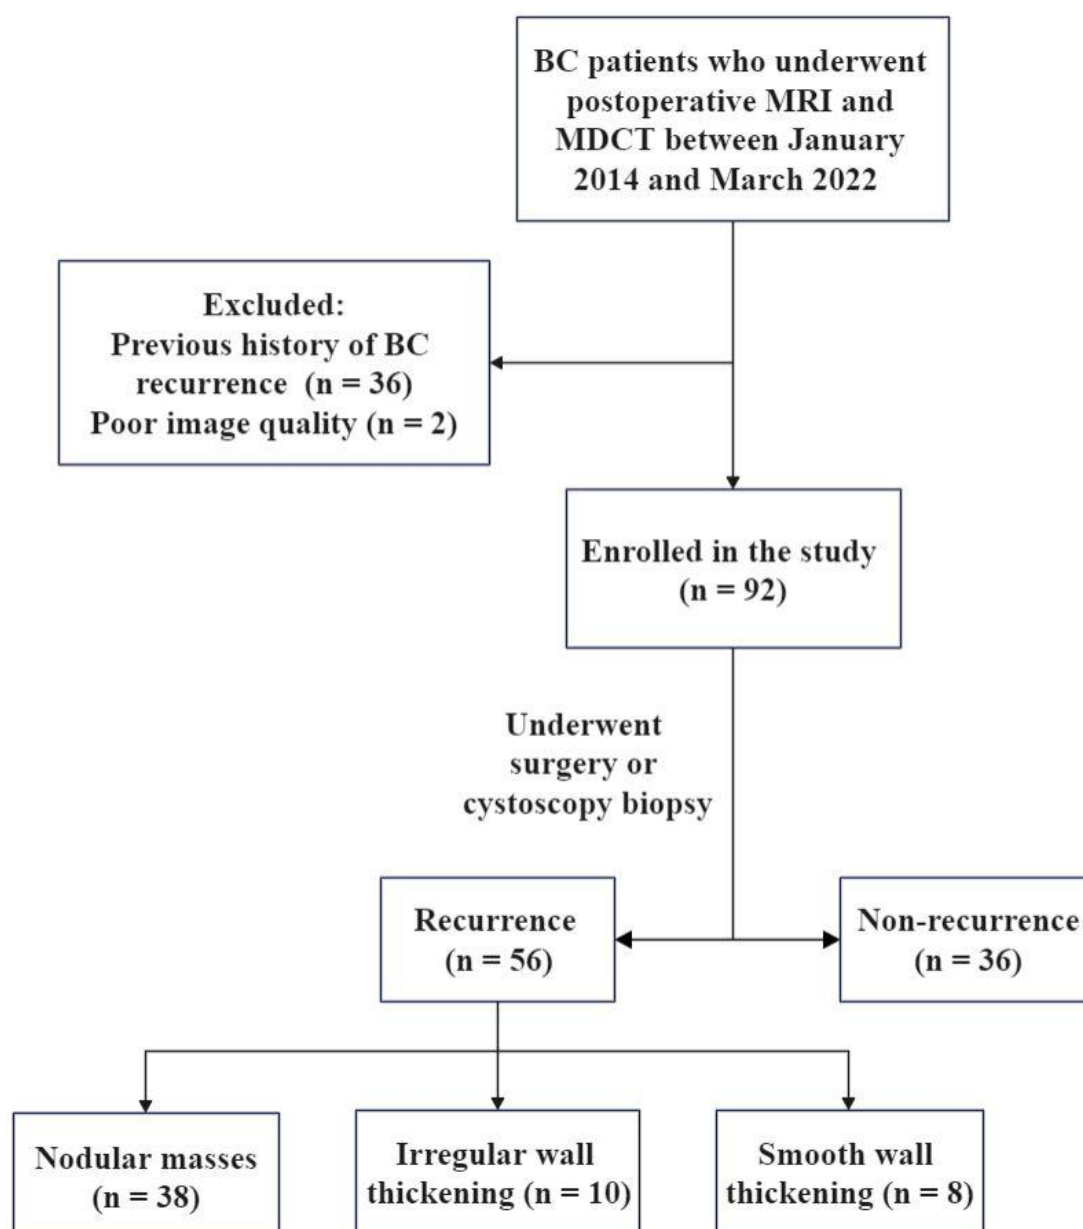 BC patients who underwent
postoperative MRI and
MDCT between January
2014 and March 2022
Excluded:
Previous history of BC
recurrence (n = 36)
Poor image quality (n = 2)
Enrolled in the study
(n = 92)
Underwent
surgery or
cystoscopy biopsy
Recurrence
(n = 56)
Non-recurrence
(n = 36)
Nodular masses
(n = 38)
Irregular wall
thickening (n = 10)
Smooth wall
thickening (n = 8)